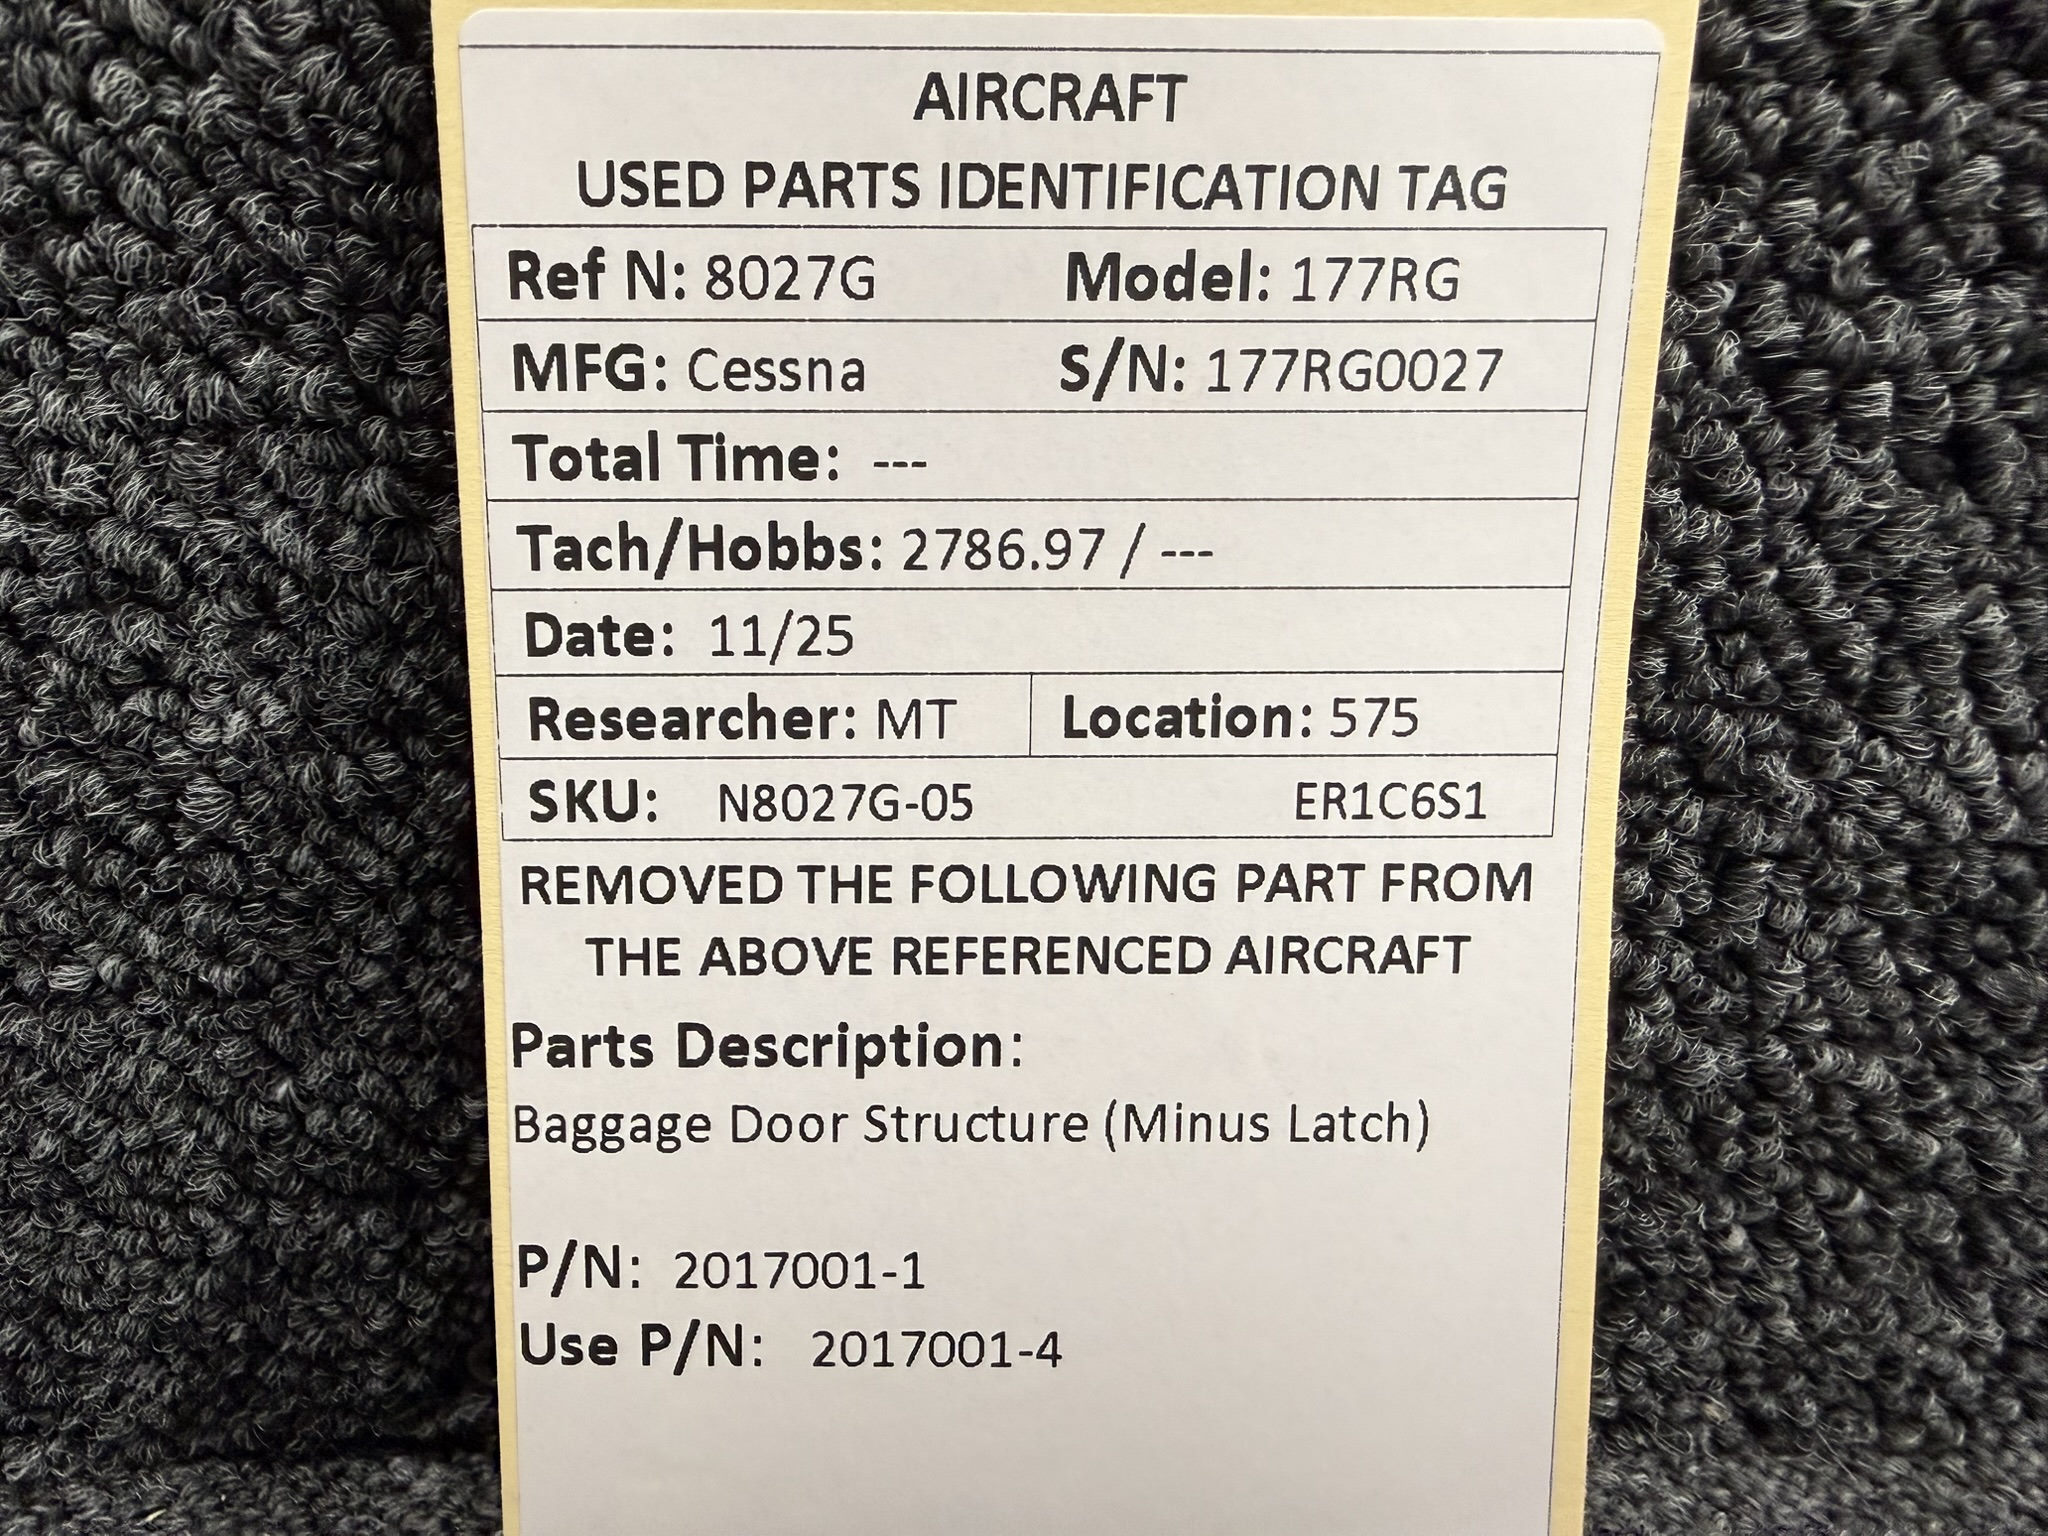 AIRCRAFT
USED PARTS IDENTIFICATION TAG
Ref N: 8027G Model: 177RG
MFG: Cessna S/N: 177RG0027
Total Time: ---
Tach/Hobbs: 2786.97 / ---
Date: 11/25
Researcher: MT Location: 575
SKU: N8027G-05 ER1C6S1
REMOVED THE FOLLOWING PART FROM
THE ABOVE REFERENCED AIRCRAFT
Parts Description:
Baggage Door Structure (Minus Latch)
P/N: 2017001-1
Use P/N: 2017001-4